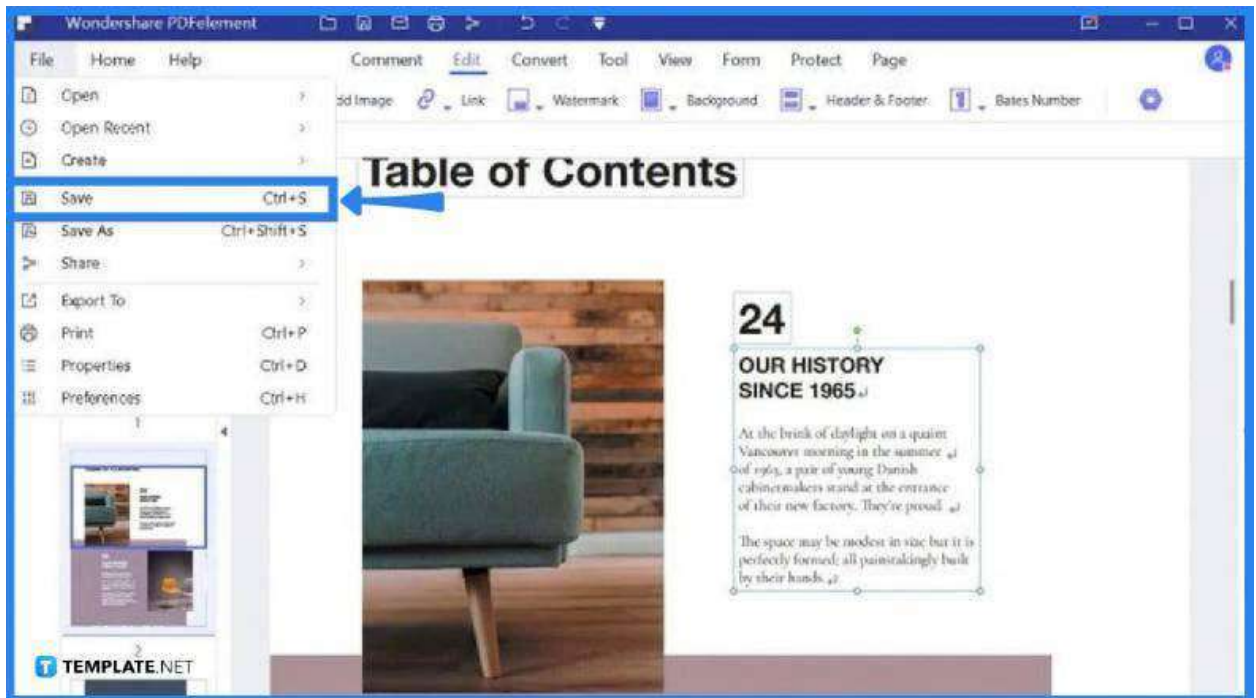 Wondershare PDFelement
File Home Help Comment Edit Convert Tool View Form Protect Page
Open
dd Image Link Watermark Background Header & Footer Bates Number
Open Recent
Create
Save Ctrl+S
Save As Ctrl+Shift+S
Share
Export To
Print Ctrl+P
Properties Ctrl+D
Preferences Ctrl+H
Table of Contents
24
OUR HISTORY
SINCE 1965
At the brink of daylight on a quaint
Vancouver morning in the summer
of 1965, a pair of young Danish
cabinetmakers stand at the entrance
of their new factory. They're proud.
The space may be modest in size but it is
perfectly formed; all painstakingly built
by their hands.
1
2
TEMPLATE.NET